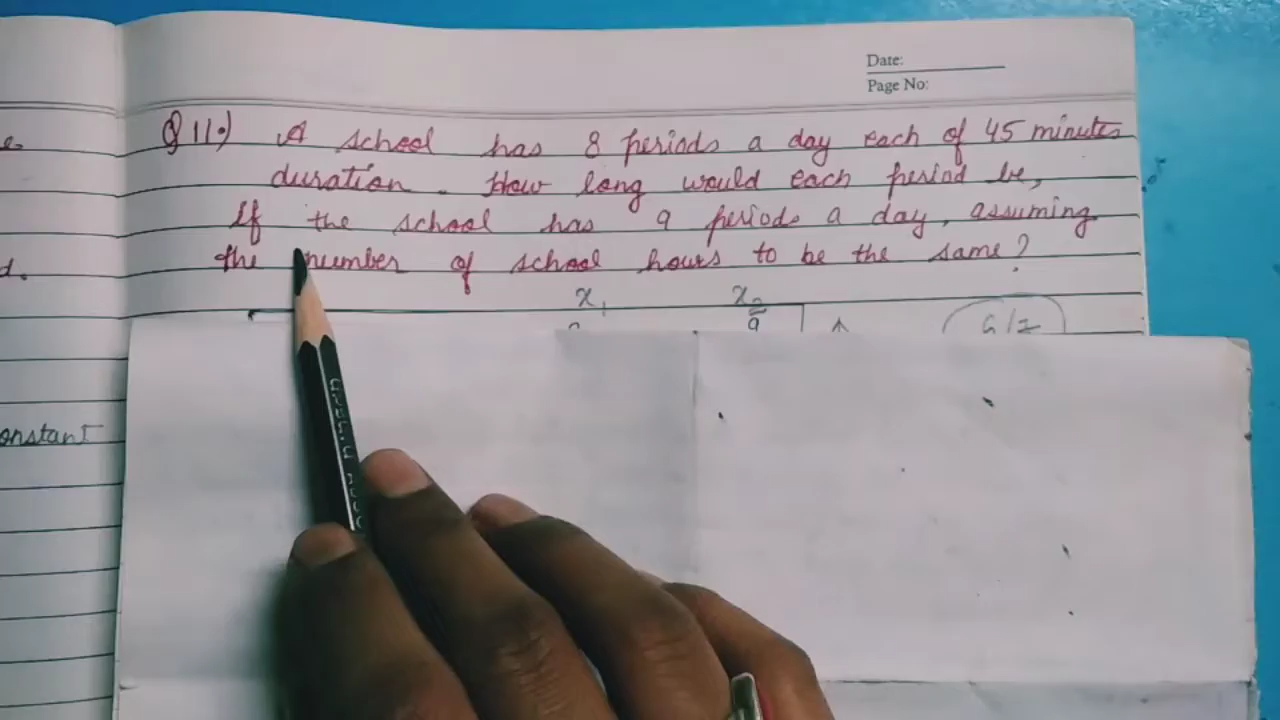 Date:
Page No:
Q 11.) A school has 8 periods a day each of 45 minutes
duration. How long would each period be,
If the school has 9 periods a day, assuming
the number of school hours to be the same?
x₁ x₂
9
onstant